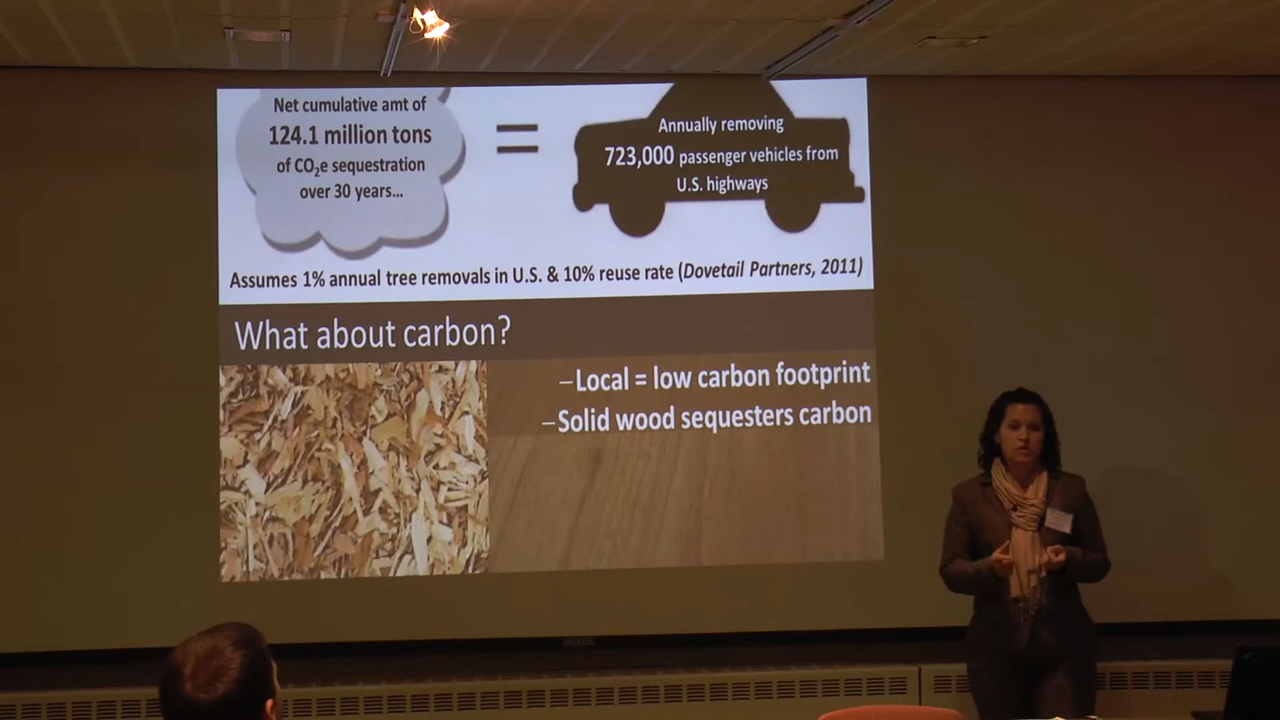 Net cumulative amt of
124.1 million tons
of CO₂e sequestration
over 30 years...
=
Annually removing
723,000 passenger vehicles from
U.S. highways
Assumes 1% annual tree removals in U.S. & 10% reuse rate (Dovetail Partners, 2011)
What about carbon?
–Local = low carbon footprint
–Solid wood sequesters carbon